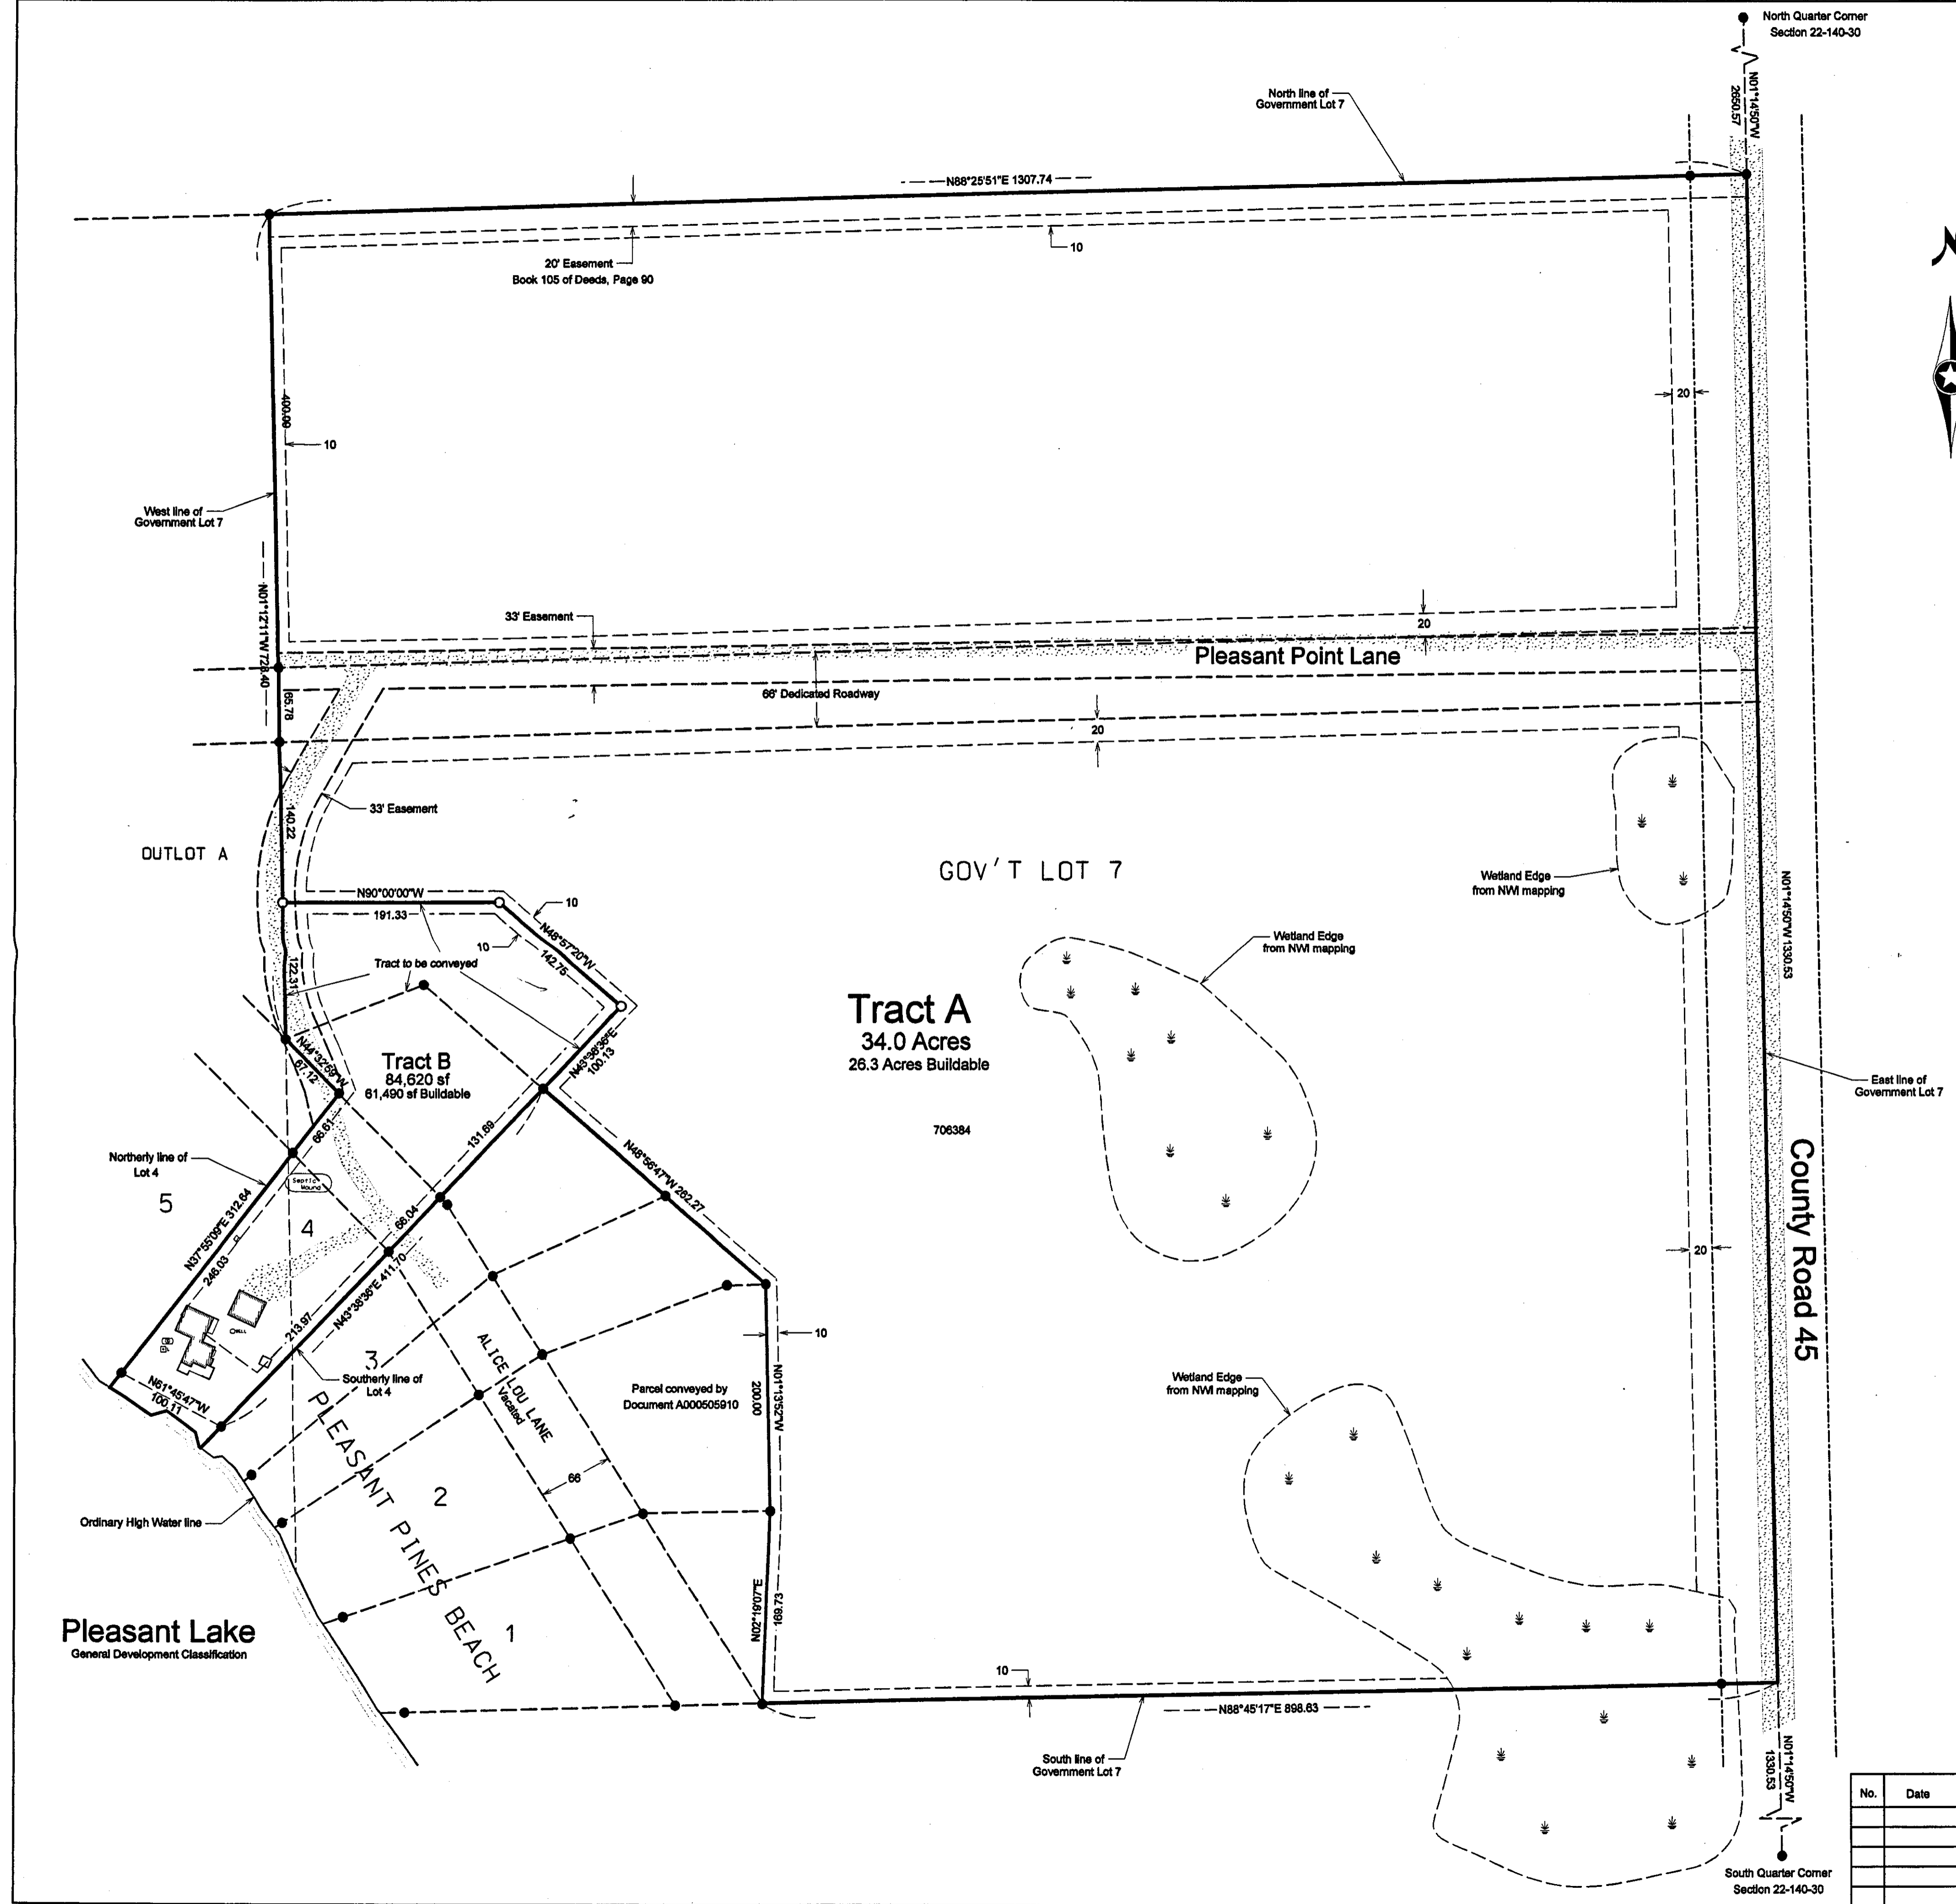 North Quarter Corner
Section 22-140-30
N01°14'50"W
2650.57
North line of
Government Lot 7
N88°25'51"E 1307.74
N
10
20' Easement
Book 105 of Deeds, Page 90
400.00
10
20
West line of
Government Lot 7
N01°12'11"W 728.40
33' Easement
20
Pleasant Point Lane
65.78
66' Dedicated Roadway
20
33' Easement
140.22
OUTLOT A
GOV'T LOT 7
Wetland Edge
from NWI mapping
N01°14'50"W 1330.53
N90°00'00"W
191.33
10
10
N48°57'20"W
142.75
Tract to be conveyed
122.31
Wetland Edge
from NWI mapping
Tract A
34.0 Acres
26.3 Acres Buildable
N44°32'59"W
67.12
Tract B
84,620 sf
61,490 sf Buildable
N43°38'36"E
100.13
East line of
Government Lot 7
706384
66.61
131.69
N48°56'47"W 262.27
Northerly line of
Lot 4
5
Septic
Mound
4
County Road 45
N37°55'09"E 312.64
246.03
66.04
N43°38'36"E 411.70
213.97
20
WELL
10
3
Southerly line of
Lot 4
N61°45'47"W
100.11
ALICE LOU LANE
Vacated
Parcel conveyed by
Document A000505910
N01°13'52"W
200.00
Wetland Edge
from NWI mapping
66
2
PLEASANT PINES BEACH
Ordinary High Water line
N02°19'07"E
169.73
1
Pleasant Lake
General Development Classification
10
N88°45'17"E 898.63
South line of
Government Lot 7
N01°14'50"W
1330.53
No. Date
South Quarter Corner
Section 22-140-30